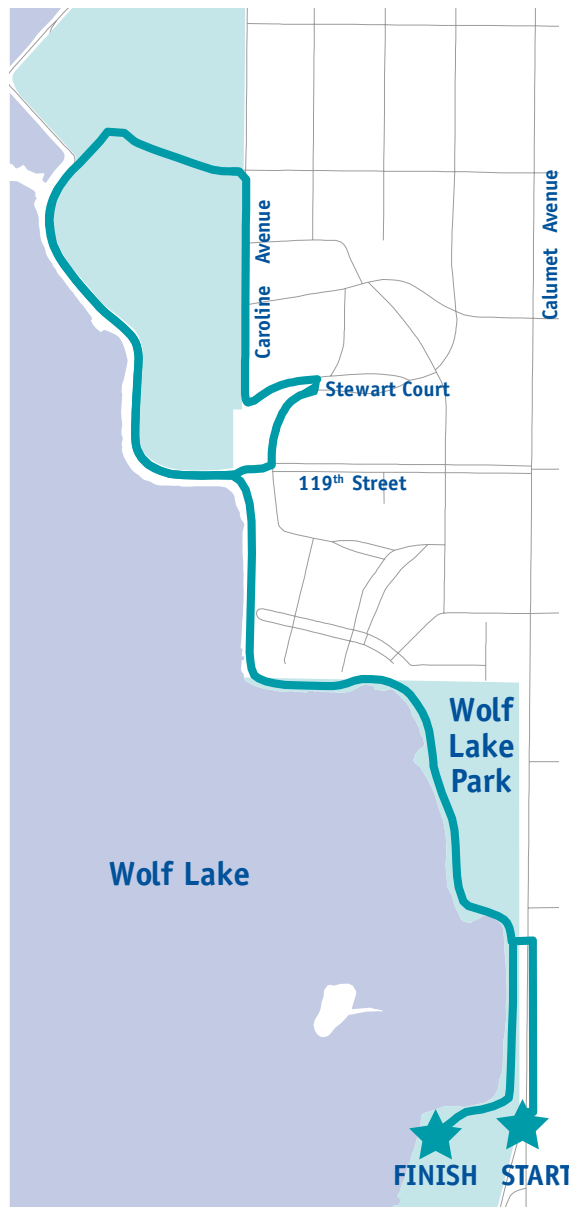 Caroline Avenue
Calumet Avenue
Stewart Court
119th Street
Wolf
Lake
Park
Wolf Lake
FINISH
START